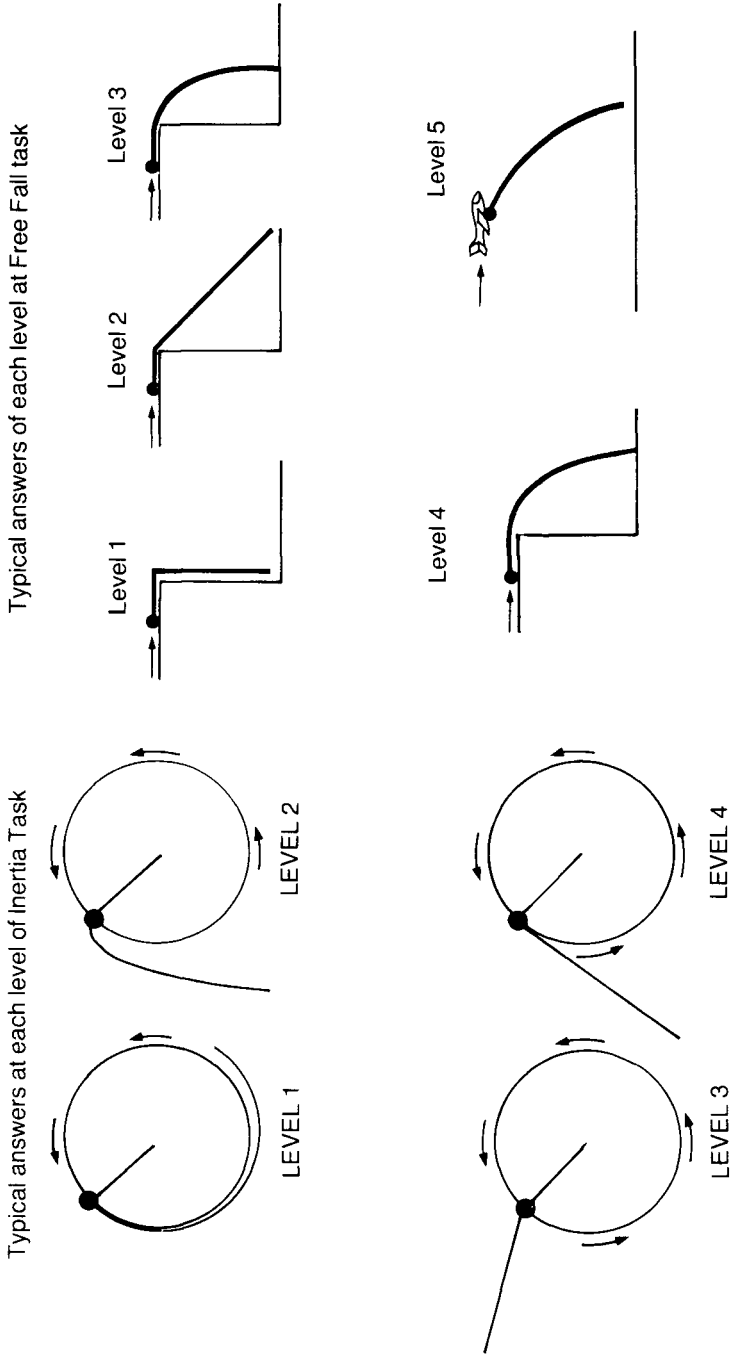 Typical answers at each level of Inertia Task
LEVEL 1
LEVEL 2
LEVEL 3
LEVEL 4
Typical answers of each level at Free Fall task
Level 1
Level 2
Level 3
Level 4
Level 5